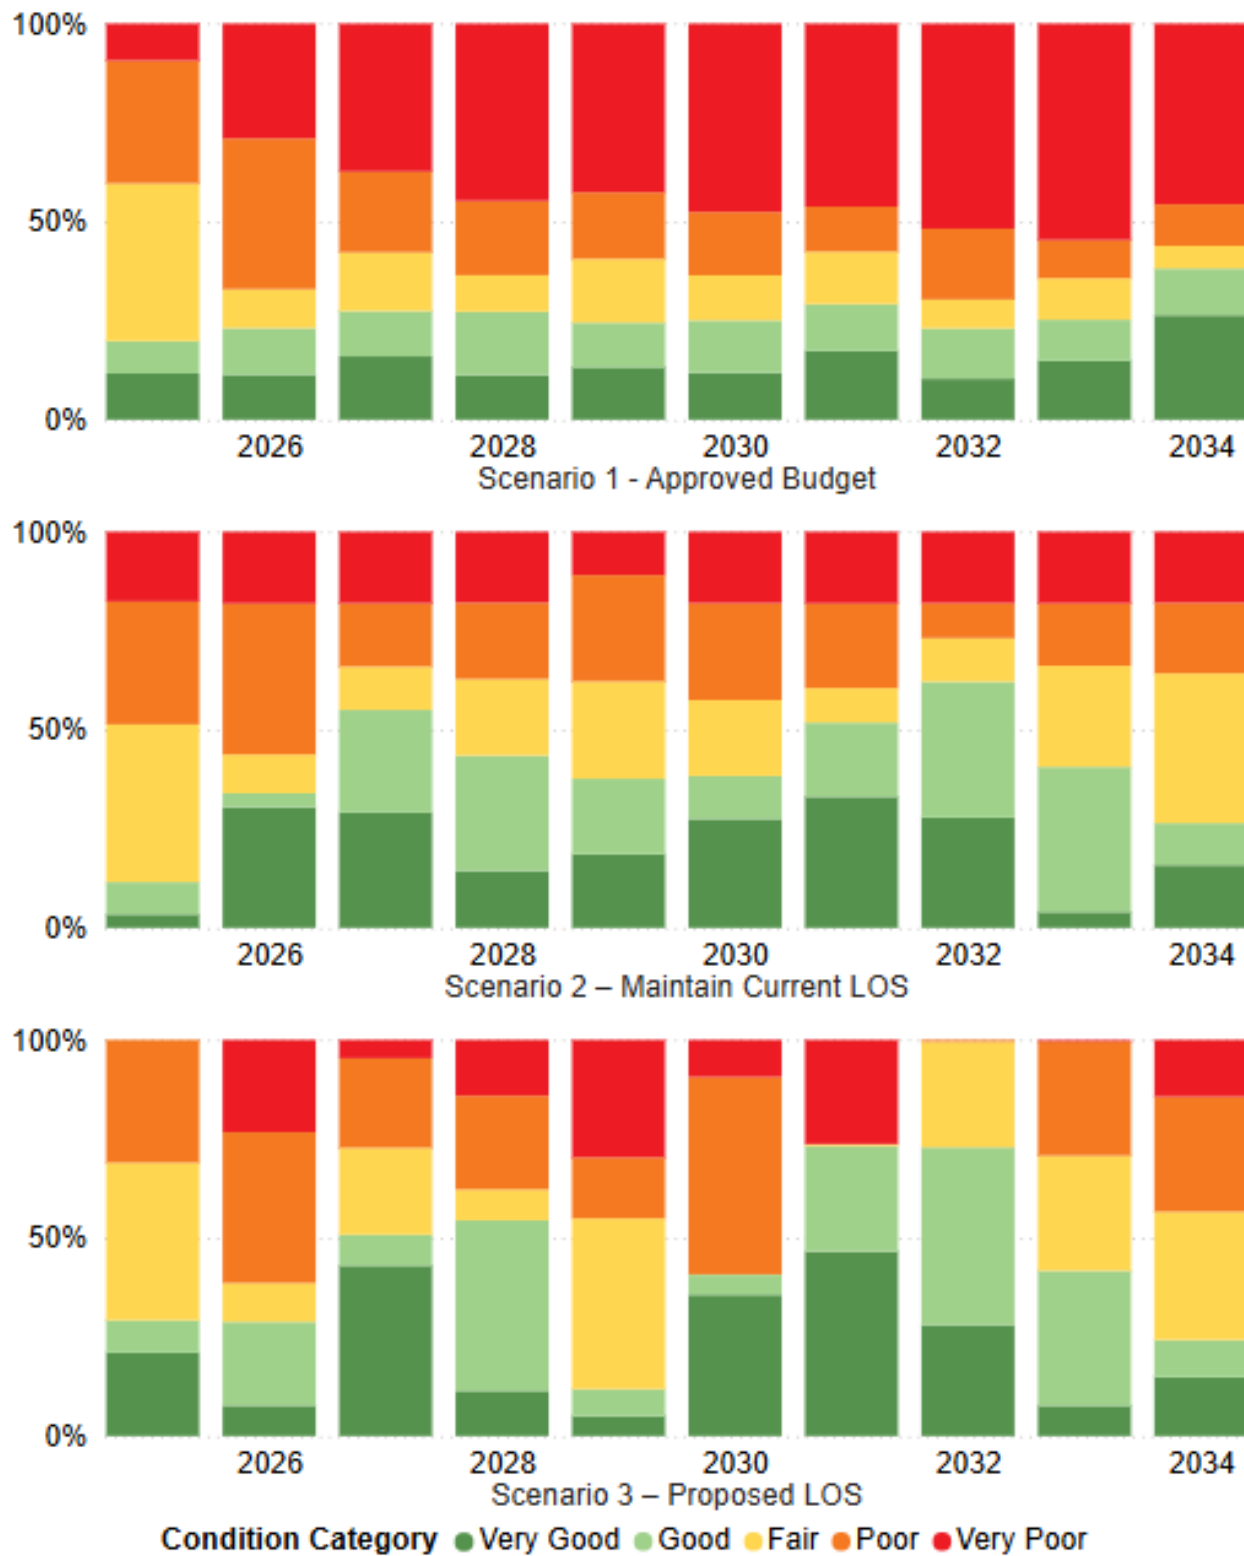 100%
50%
0%
2026 2028 2030 2032 2034
Scenario 1 - Approved Budget
100%
50%
0%
2026 2028 2030 2032 2034
Scenario 2 – Maintain Current LOS
100%
50%
0%
2026 2028 2030 2032 2034
Scenario 3 – Proposed LOS
Condition Category Very Good Good Fair Poor Very Poor